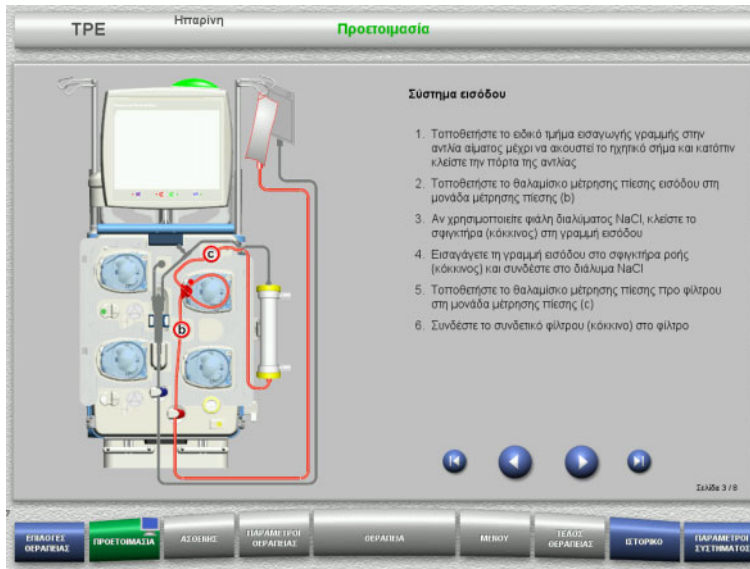 TPE
Ηπαρίνη
Προετοιμασία
Σύστημα εισόδου
1. Τοποθετήστε το ειδικό τμήμα εισαγωγής γραμμής στην
αντλία αίματος μέχρι να ακουστεί το ηχητικό σήμα και κατόπιν
κλείστε την πόρτα της αντλίας
2. Τοποθετήστε το θαλαμίσκο μέτρησης πίεσης εισόδου στη
μονάδα μέτρησης πίεσης (b)
3. Αν χρησιμοποιείτε φιάλη διαλύματος NaCl, κλείστε το
σφιγκτήρα (κόκκινος) στη γραμμή εισόδου
4. Εισαγάγετε τη γραμμή εισόδου στο σφιγκτήρα ροής
(κόκκινος) και συνδέστε στο διάλυμα NaCl
5. Τοποθετήστε το θαλαμίσκο μέτρησης πίεσης προ φίλτρου
στη μονάδα μέτρησης πίεσης (c)
6. Συνδέστε το συνδετικό φίλτρου (κόκκινο) στο φίλτρο
c
b
Σελίδα 3 / 8
ΕΠΙΛΟΓΕΣ
ΘΕΡΑΠΕΙΑΣ
ΠΡΟΕΤΟΙΜΑΣΙΑ
ΑΣΘΕΝΗΣ
ΠΑΡΑΜΕΤΡΟΙ
ΘΕΡΑΠΕΙΑΣ
ΘΕΡΑΠΕΙΑ
ΜΕΝΟΥ
ΤΕΛΟΣ
ΘΕΡΑΠΕΙΑΣ
ΙΣΤΟΡΙΚΟ
ΠΑΡΑΜΕΤΡΟΙ
ΣΥΣΤΗΜΑΤΟΣ